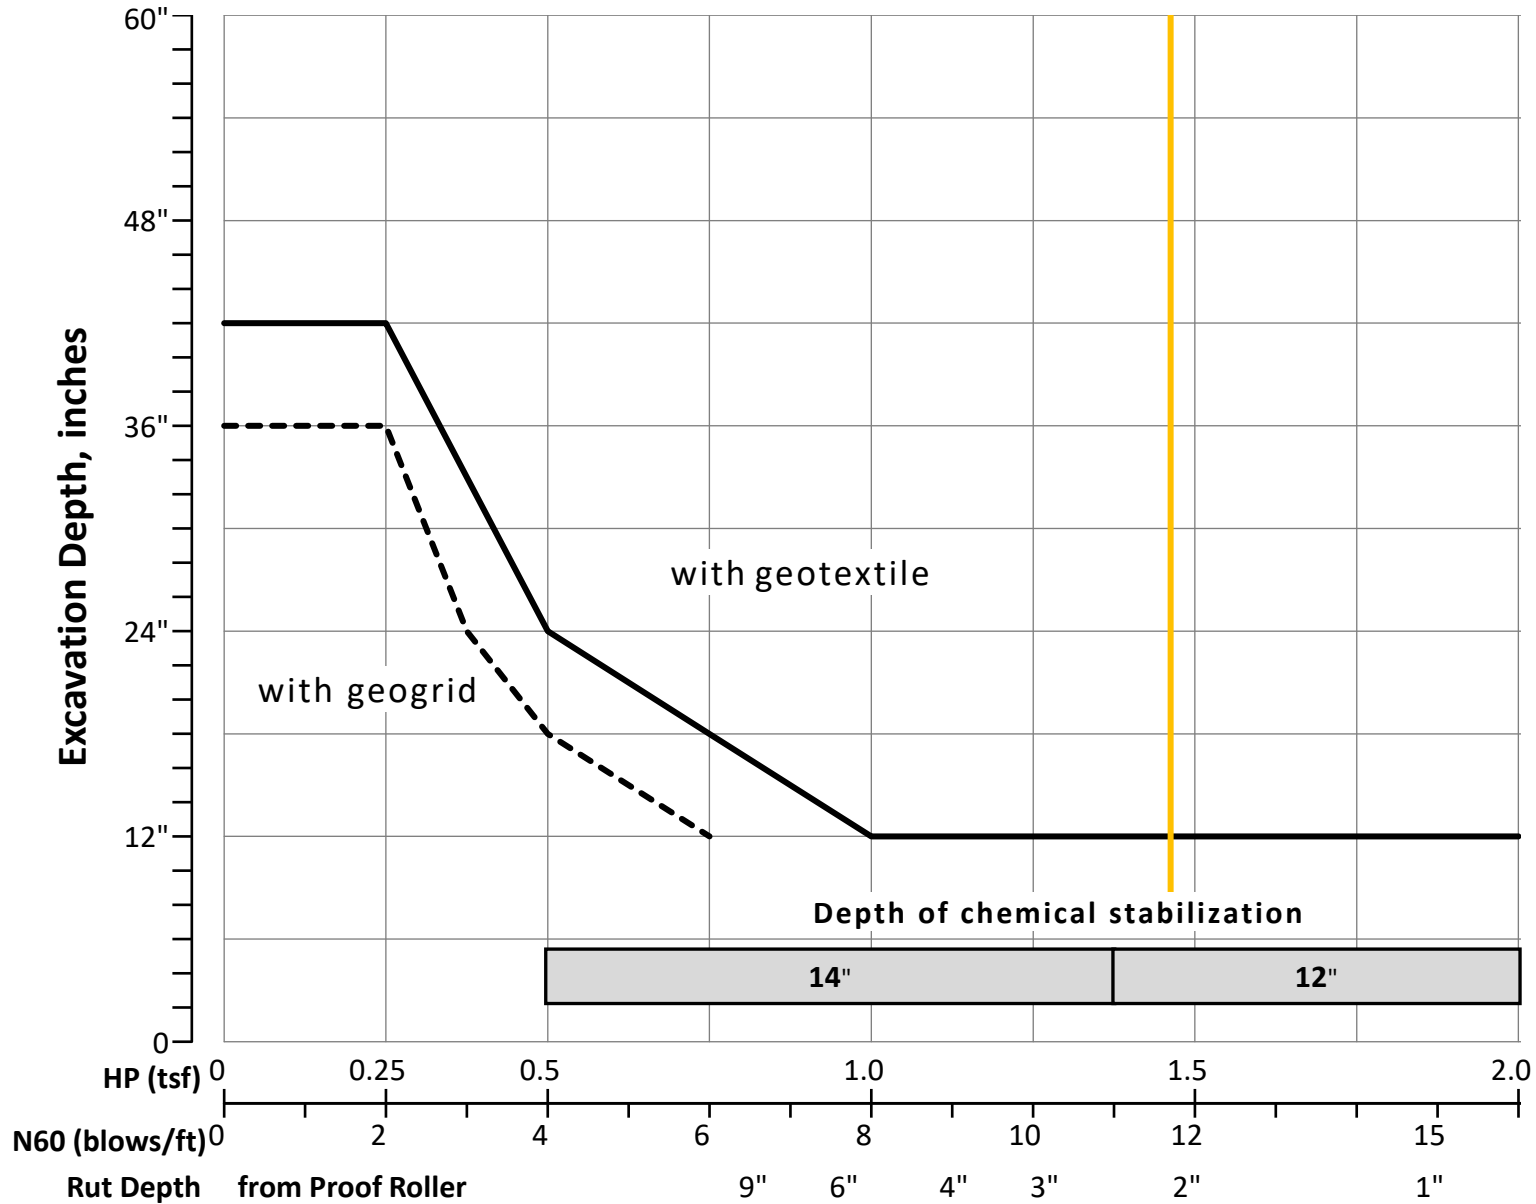 60"
48"
36"
24"
12"
0
Excavation Depth, inches
with geotextile
with geogrid
Depth of chemical stabilization
14" 12"
HP (tsf) 0 0.25 0.5 1.0 1.5 2.0
N60 (blows/ft) 0 2 4 6 8 10 12 15
Rut Depth from Proof Roller 9" 6" 4" 3" 2" 1"